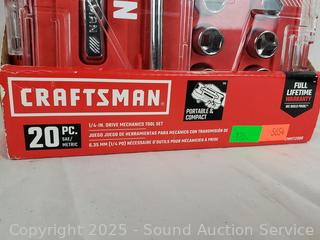 CRAFTSMAN
PORTABLE &
COMPACT
FULL
LIFETIME
WARRANTY
20 PC.
SAE/
METRIC
1/4-IN. DRIVE MECHANICS TOOL SET
JUEGO JUEGO DE HERRAMIENTAS PARA MECÁNICO CON TRANSMISIÓN DE
6,35 MM (1/4 PO) NÉCESSAIRE D'OUTILS POUR MÉCANICIEN À PRISE
5654
Copyright 2025 - Sound Auction Service